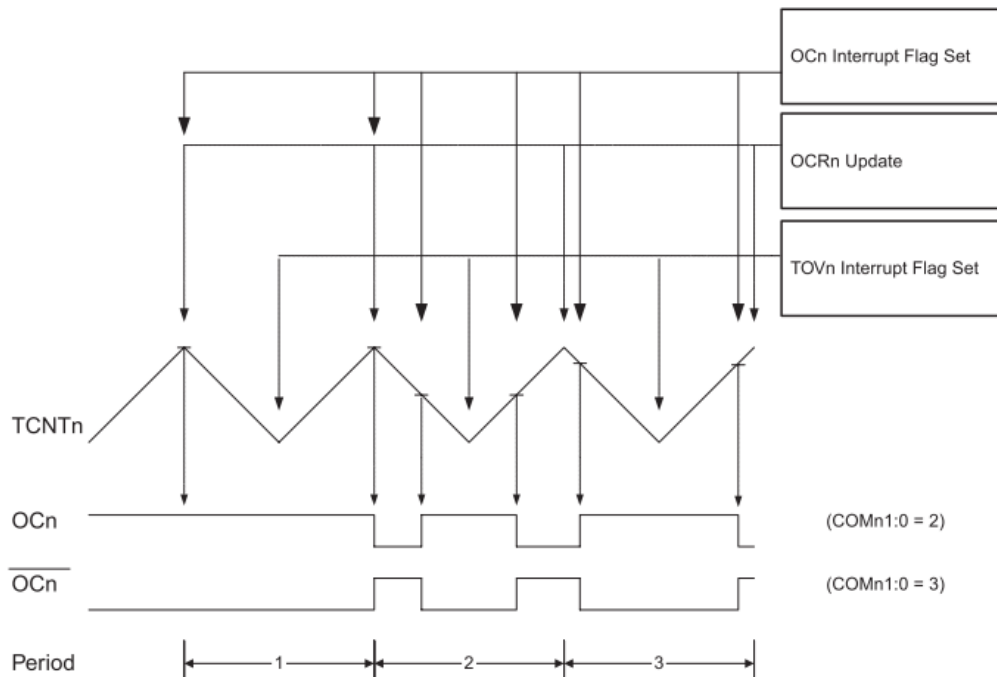 OCn Interrupt Flag Set
OCRn Update
TOVn Interrupt Flag Set
TCNTn
OCn (COMn1:0 = 2)
OCn (COMn1:0 = 3)
Period 1 2 3